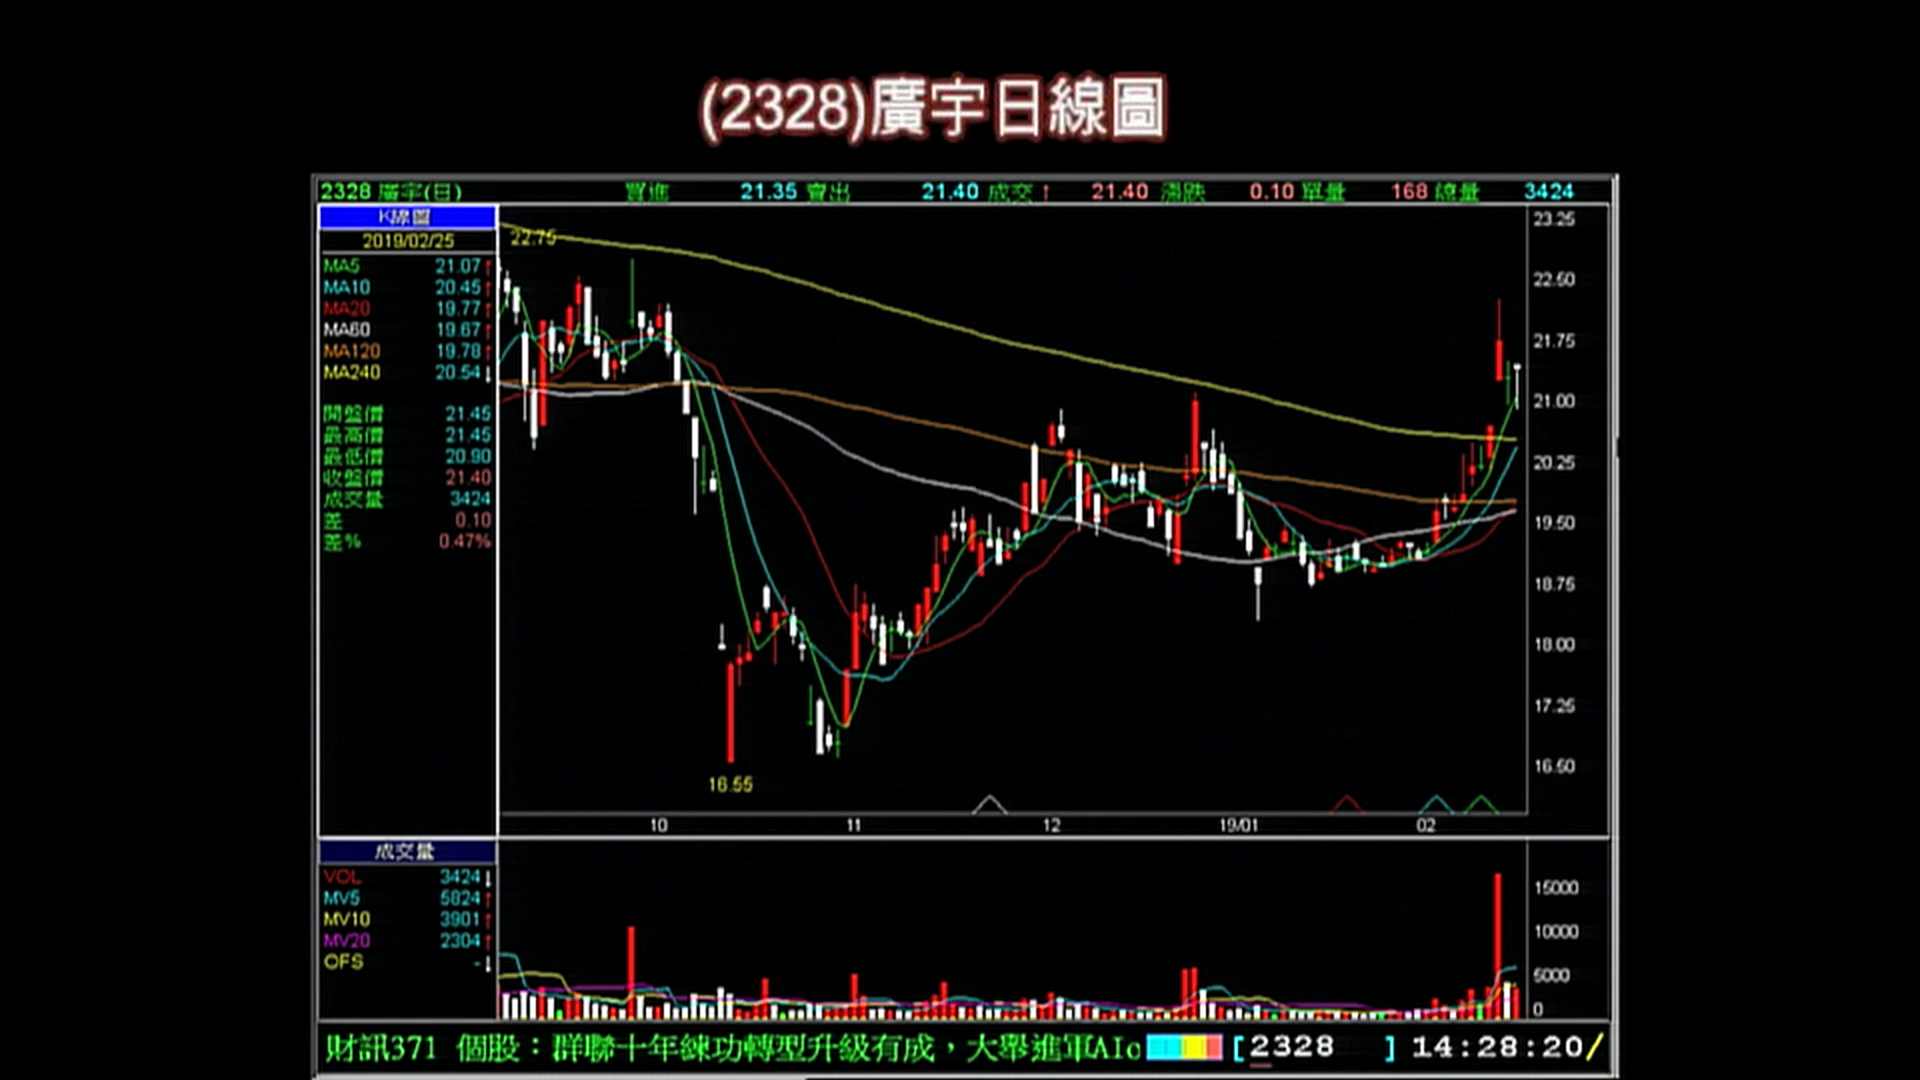 (2328)廣宇日線圖
2328 廣宇(日) 買進 21.35 賣出 21.40 成交↑ 21.40 漲跌 0.10 單量 168 總量 3424
K線圖
2019/02/25
MA5 21.07↑
MA10 20.45↑
MA20 19.77↑
MA60 19.67↑
MA120 19.78↑
MA240 20.54↓
開盤價 21.45
最高價 21.45
最低價 20.90
收盤價 21.40
成交量 3424
差 0.10
差% 0.47%
22.75
16.55
23.25
22.50
21.75
21.00
20.25
19.50
18.75
18.00
17.25
16.50
10 11 12 19/01 02
成交量
VOL 3424↓
MV5 5824↑
MV10 3901↑
MV20 2304↑
OFS -↓
15000
10000
5000
0
財訊371 個股：群聯十年練功轉型升級有成，大舉進軍AIo [2328 ] 14:28:20/